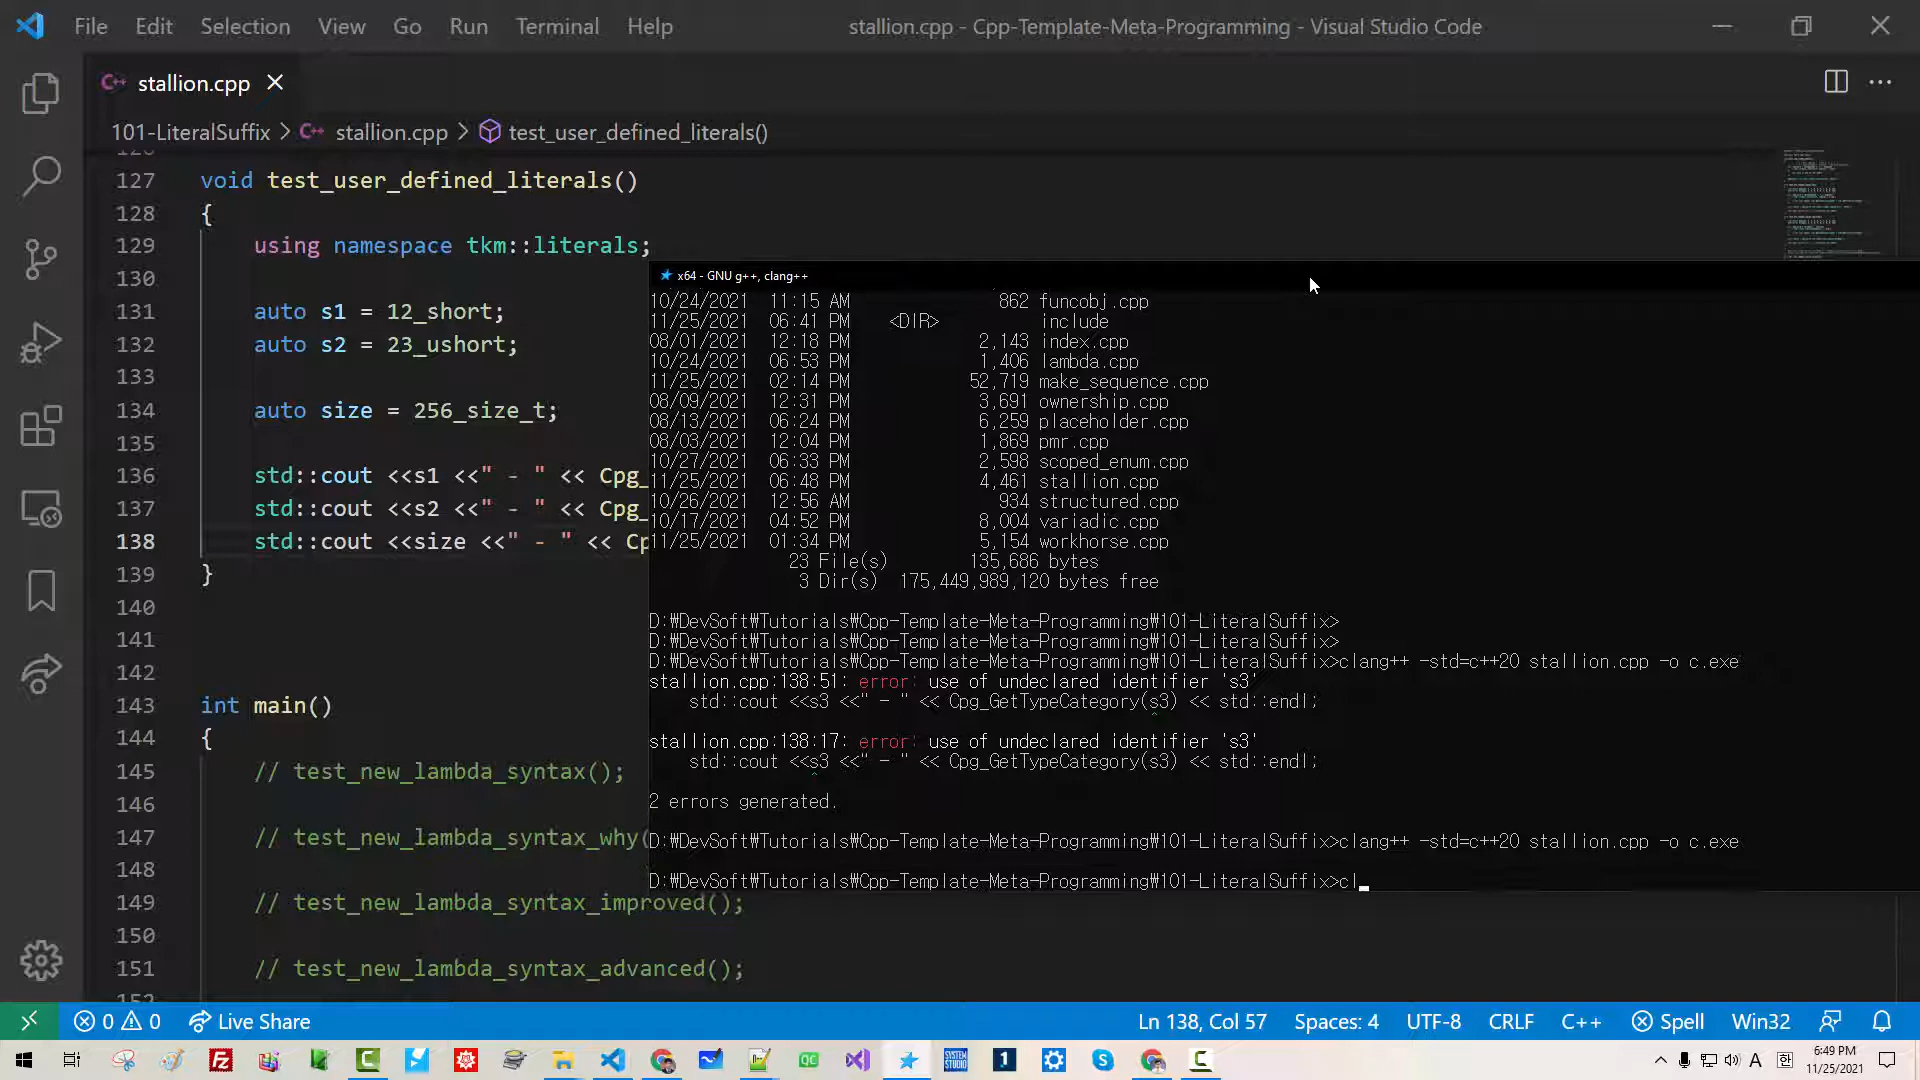 File Edit Selection View Go Run Terminal Help
stallion.cpp - Cpp-Template-Meta-Programming - Visual Studio Code
stallion.cpp
101-LiteralSuffix > stallion.cpp > test_user_defined_literals()
127 void test_user_defined_literals()
128 {
129 using namespace tkm::literals;
130
131 auto s1 = 12_short;
132 auto s2 = 23_ushort;
133
134 auto size = 256_size_t;
135
136 std::cout <<s1 <<" - " << Cpg_
137 std::cout <<s2 <<" - " << Cpg_
138 std::cout <<size <<" - " << Cp
139 }
140
141
142
143 int main()
144 {
145 // test_new_lambda_syntax();
146
147 // test_new_lambda_syntax_why(
148
149 // test_new_lambda_syntax_improved();
150
151 // test_new_lambda_syntax_advanced();
152
x64 - GNU g++, clang++
10/24/2021 11:15 AM 862 funcobj.cpp
11/25/2021 06:41 PM <DIR> include
08/01/2021 12:18 PM 2,143 index.cpp
10/24/2021 06:53 PM 1,406 lambda.cpp
11/25/2021 02:14 PM 52,719 make_sequence.cpp
08/09/2021 12:31 PM 3,691 ownership.cpp
08/13/2021 06:24 PM 6,259 placeholder.cpp
08/03/2021 12:04 PM 1,869 pmr.cpp
10/27/2021 06:33 PM 2,598 scoped_enum.cpp
11/25/2021 06:48 PM 4,461 stallion.cpp
10/26/2021 12:56 AM 934 structured.cpp
10/17/2021 04:52 PM 8,004 variadic.cpp
11/25/2021 01:34 PM 5,154 workhorse.cpp
23 File(s) 135,686 bytes
3 Dir(s) 175,449,989,120 bytes free
D:₩DevSoft₩Tutorials₩Cpp-Template-Meta-Programming₩101-LiteralSuffix>
D:₩DevSoft₩Tutorials₩Cpp-Template-Meta-Programming₩101-LiteralSuffix>
D:₩DevSoft₩Tutorials₩Cpp-Template-Meta-Programming₩101-LiteralSuffix>clang++ -std=c++20 stallion.cpp -o c.exe
stallion.cpp:138:51: error: use of undeclared identifier 's3'
std::cout <<s3 <<" - " << Cpg_GetTypeCategory(s3) << std::endl;
^
stallion.cpp:138:17: error: use of undeclared identifier 's3'
std::cout <<s3 <<" - " << Cpg_GetTypeCategory(s3) << std::endl;
^
2 errors generated.
D:₩DevSoft₩Tutorials₩Cpp-Template-Meta-Programming₩101-LiteralSuffix>clang++ -std=c++20 stallion.cpp -o c.exe
D:₩DevSoft₩Tutorials₩Cpp-Template-Meta-Programming₩101-LiteralSuffix>cl_
0 0 Live Share Ln 138, Col 57 Spaces: 4 UTF-8 CRLF C++ Spell Win32
A 한 6:49 PM
11/25/2021